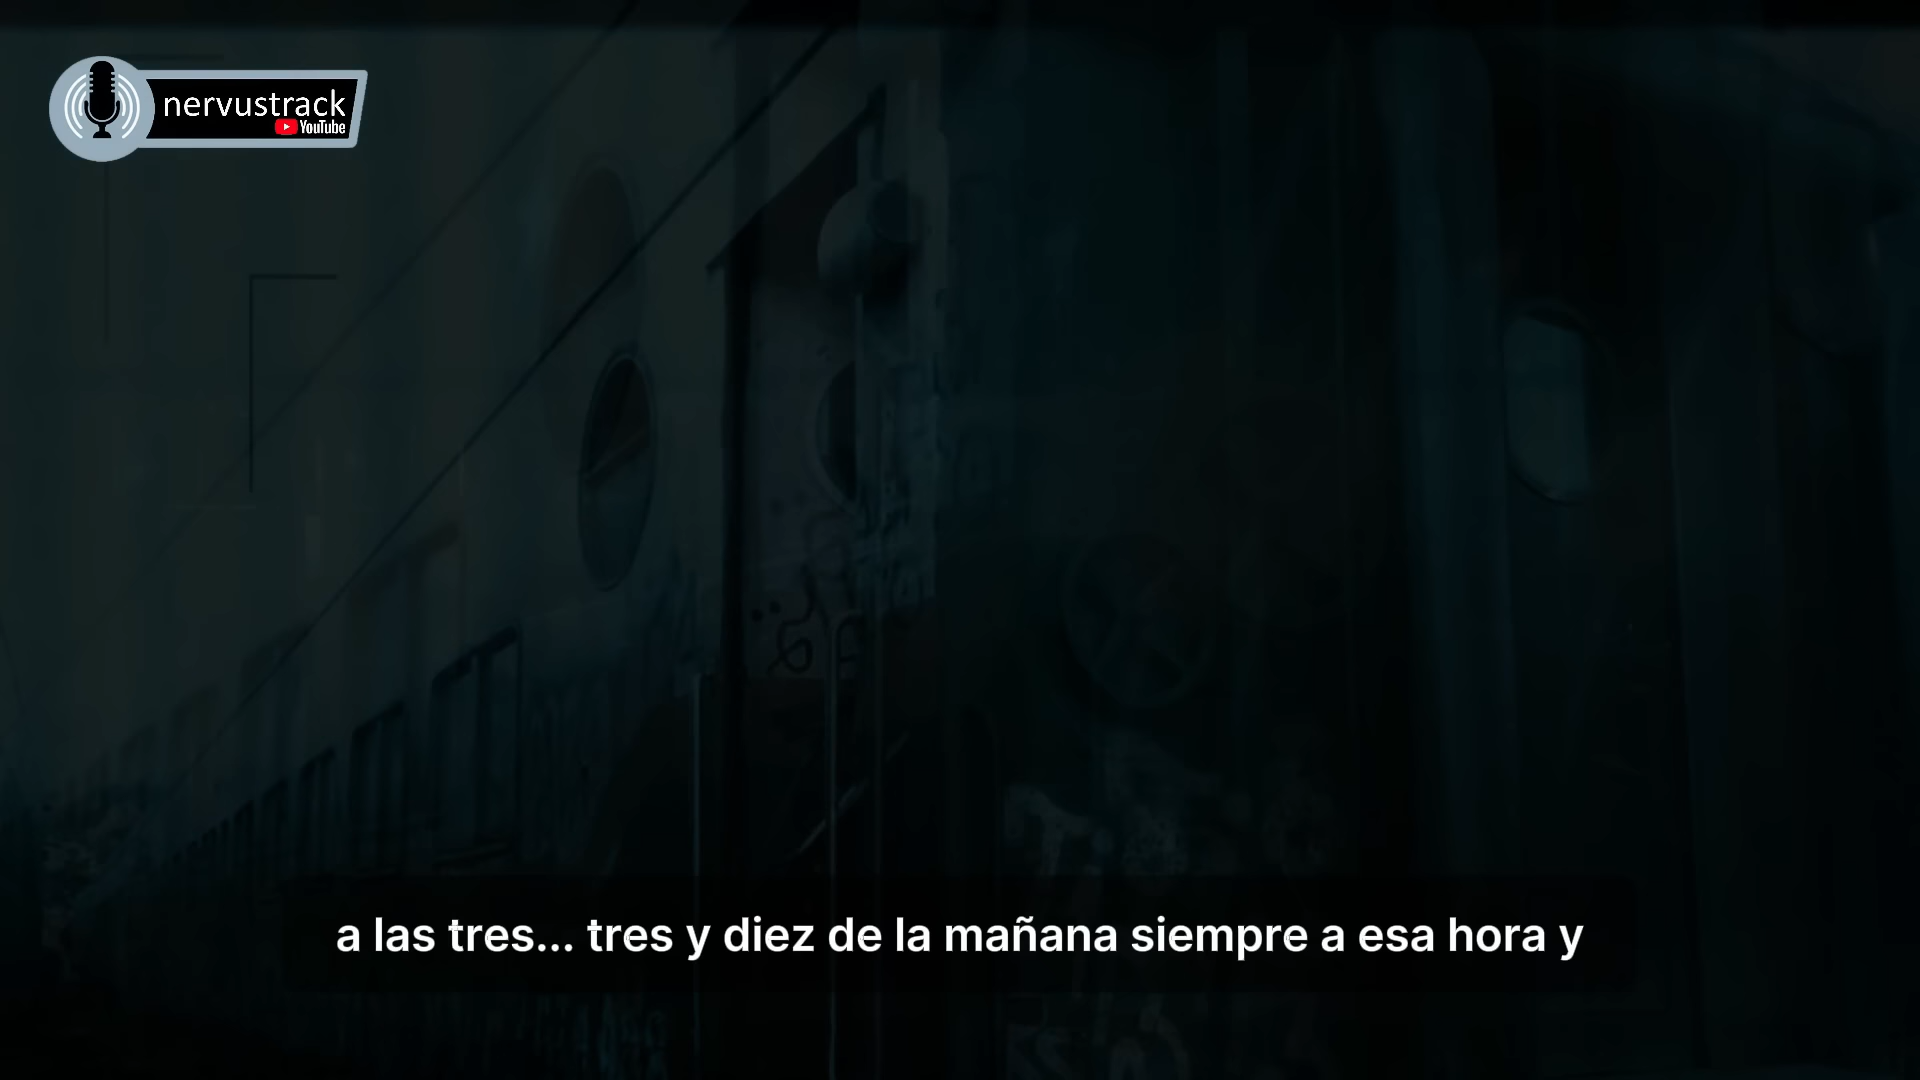 nervustrack
YouTube
a las tres... tres y diez de la mañana siempre a esa hora y